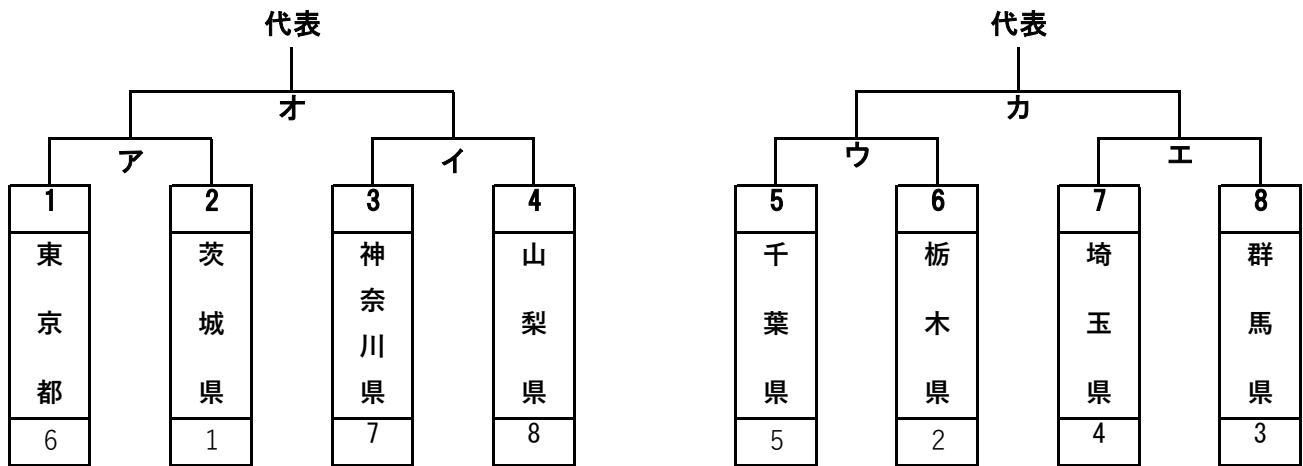 代表 代表
オ カ
ア イ ウ エ
1 2 3 4 5 6 7 8
東京都 茨城県 神奈川県 山梨県 千葉県 栃木県 埼玉県 群馬県
6 1 7 8 5 2 4 3